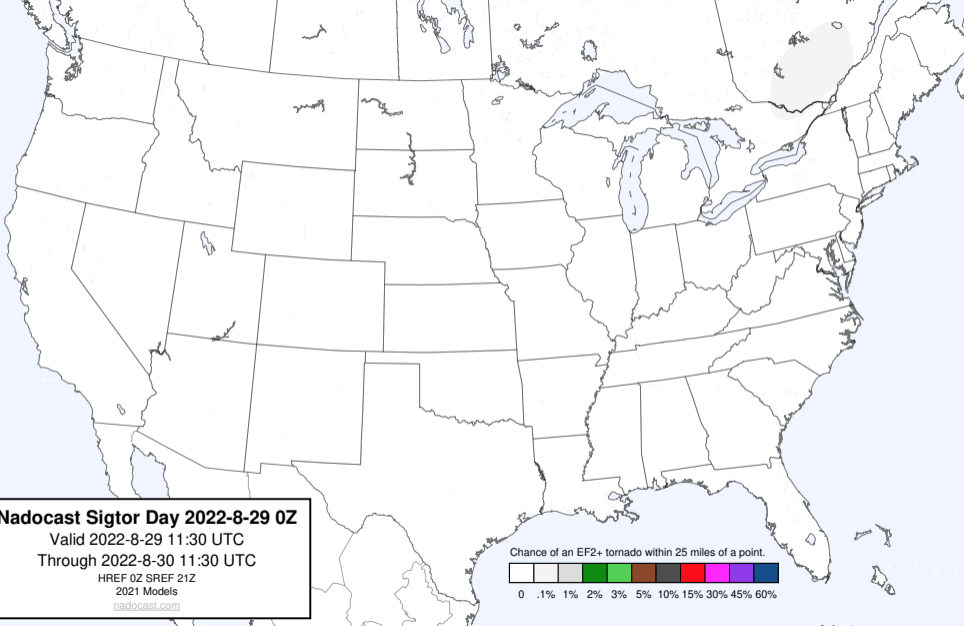 Nadocast Sigtor Day 2022-8-29 0Z
Valid 2022-8-29 11:30 UTC
Through 2022-8-30 11:30 UTC
HREF 0Z SREF 21Z
2021 Models
nadocast.com
Chance of an EF2+ tornado within 25 miles of a point.
0 .1% 1% 2% 3% 5% 10% 15% 30% 45% 60%